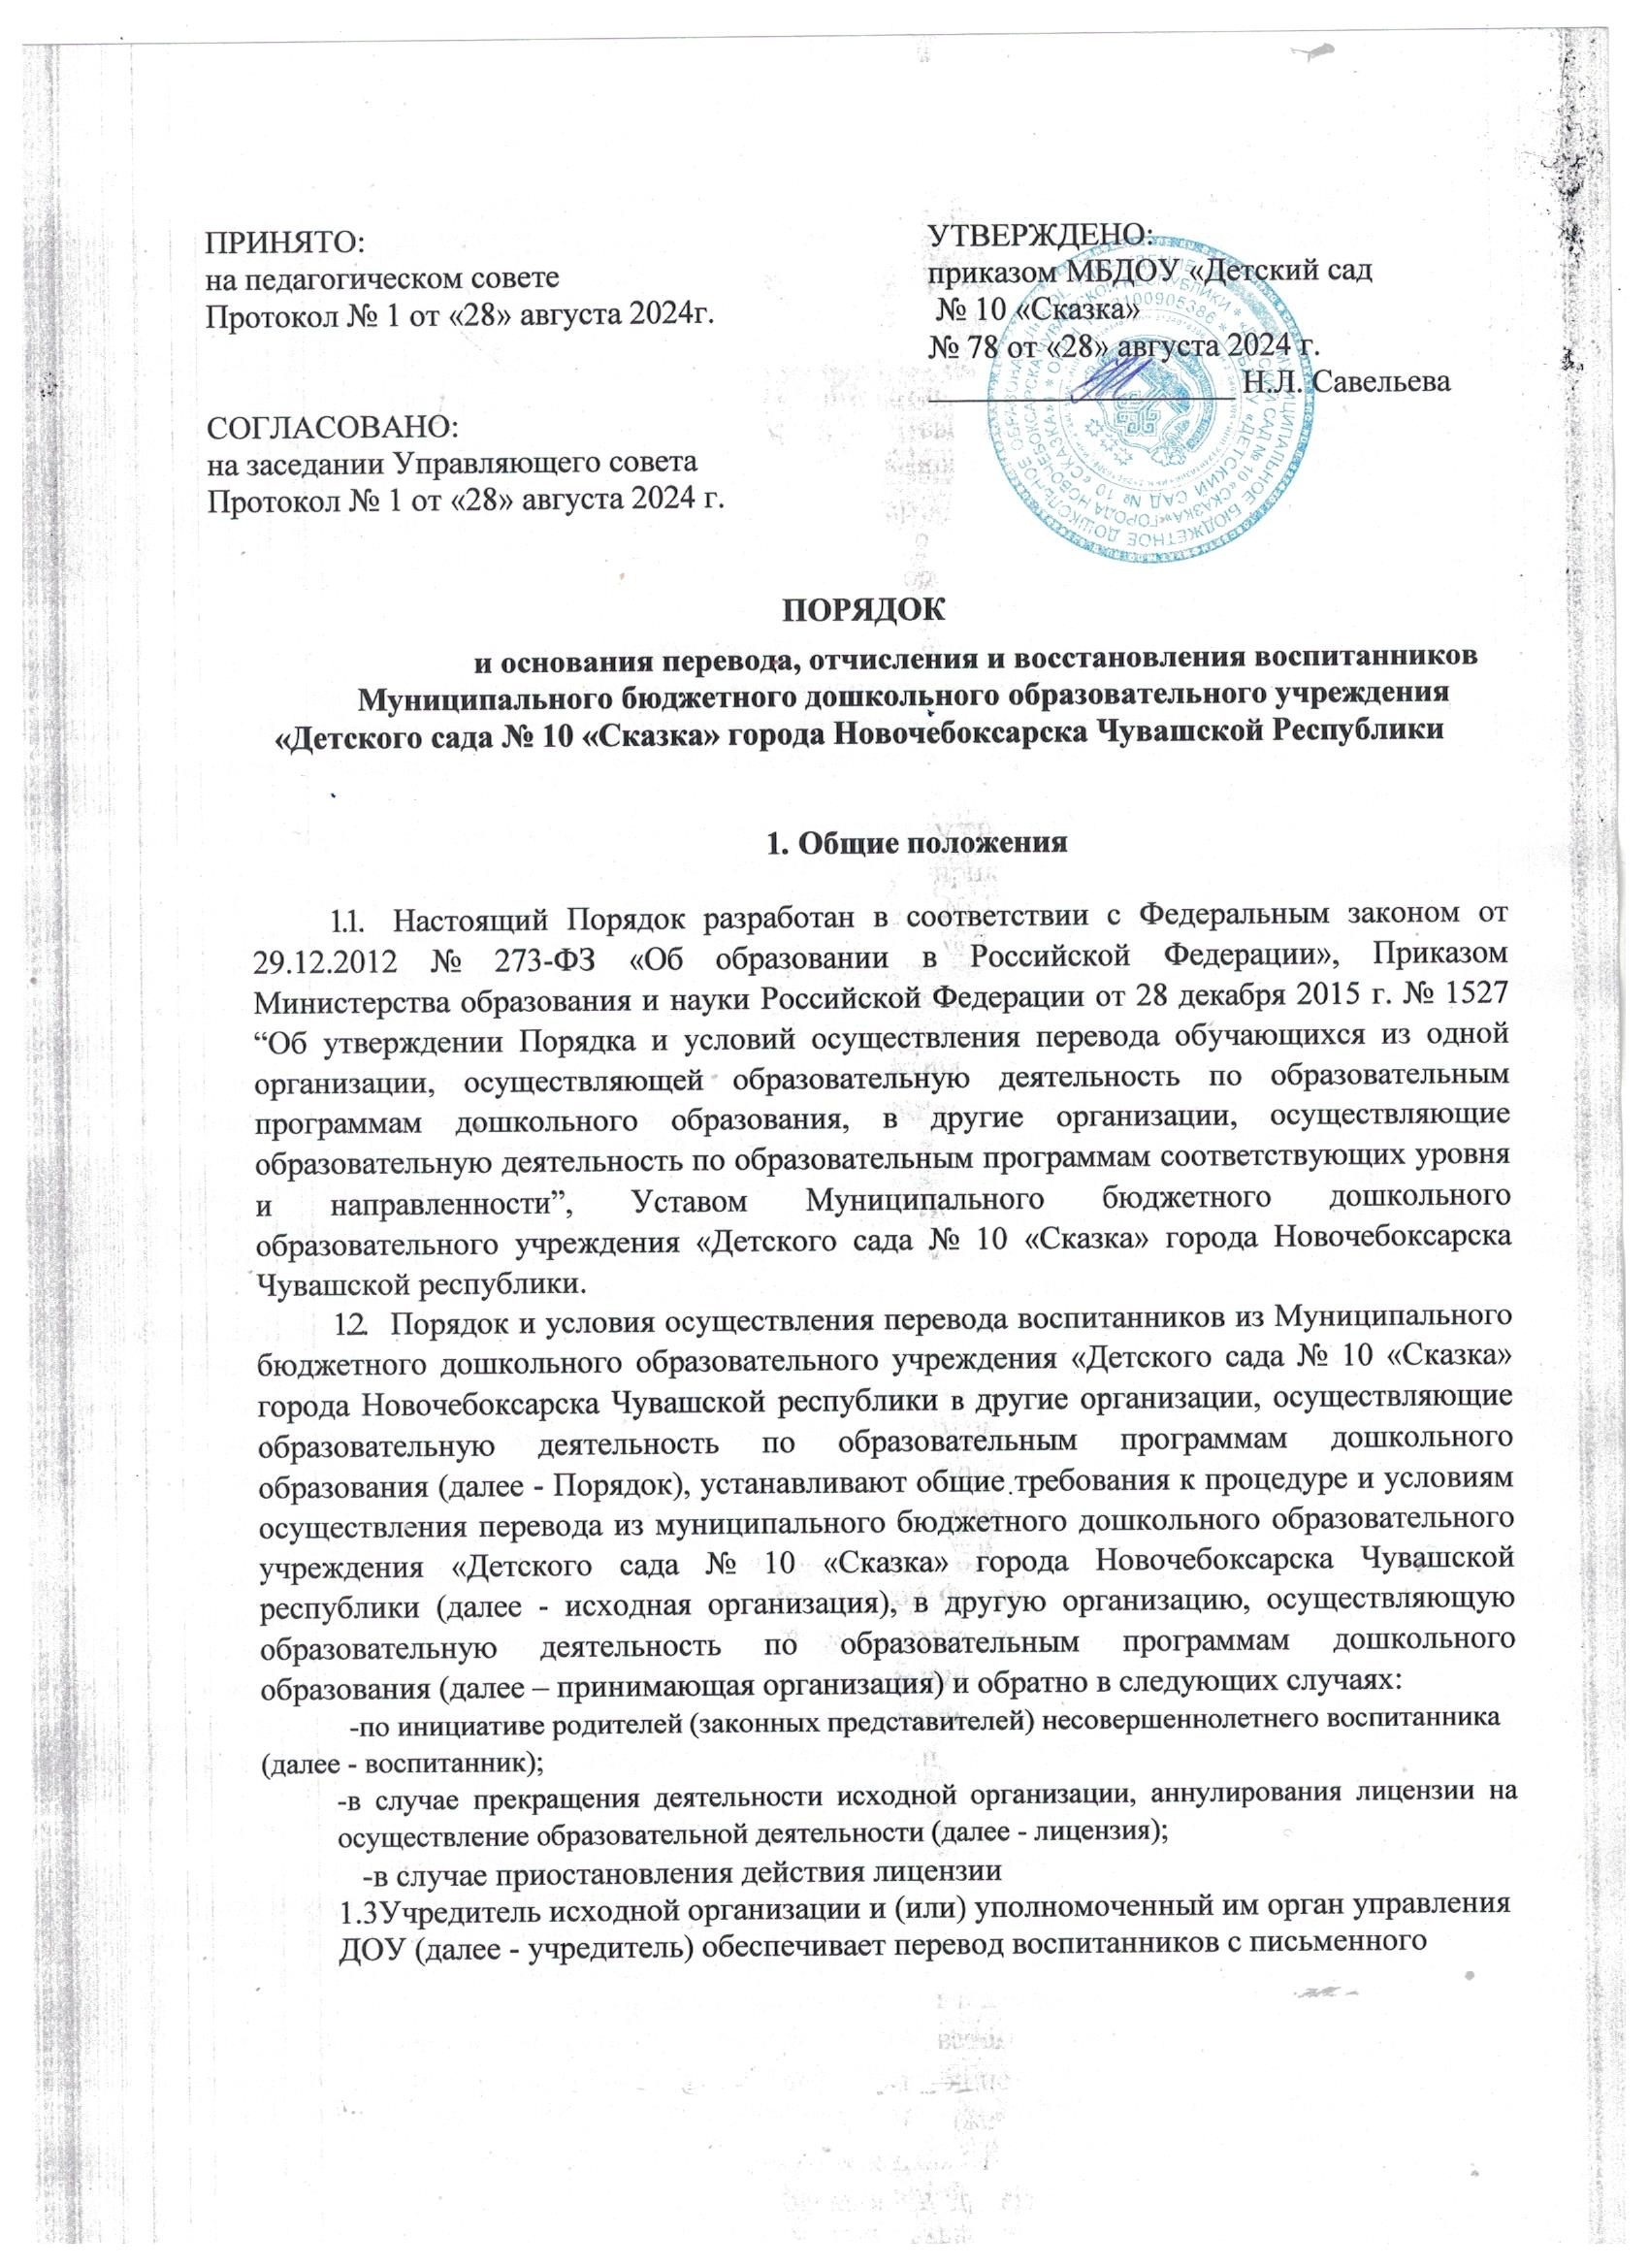 ПРИНЯТО:
на педагогическом совете
Протокол № 1 от «28» августа 2024г.
СОГЛАСОВАНО:
на заседании Управляющего совета
Протокол № 1 от «28» августа 2024 г.
УТВЕРЖДЕНО:
приказом МБДОУ «Детский сад
№ 10 «Сказка»
№ 78 от «28» августа 2024 г.
Н.Л. Савельева
ПОРЯДОК
и основания перевода, отчисления и восстановления воспитанников
Муниципального бюджетного дошкольного образовательного учреждения
«Детского сада № 10 «Сказка» города Новочебоксарска Чувашской Республики
1. Общие положения
1.1. Настоящий Порядок разработан в соответствии с Федеральным законом от
29.12.2012 № 273-ФЗ «Об образовании в Российской Федерации», Приказом
Министерства образования и науки Российской Федерации от 28 декабря 2015 г. № 1527
“Об утверждении Порядка и условий осуществления перевода обучающихся из одной
организации, осуществляющей образовательную деятельность по образовательным
программам дошкольного образования, в другие организации, осуществляющие
образовательную деятельность по образовательным программам соответствующих уровня
и направленности”, Уставом Муниципального бюджетного дошкольного
образовательного учреждения «Детского сада № 10 «Сказка» города Новочебоксарска
Чувашской республики.
1.2. Порядок и условия осуществления перевода воспитанников из Муниципального
бюджетного дошкольного образовательного учреждения «Детского сада № 10 «Сказка»
города Новочебоксарска Чувашской республики в другие организации, осуществляющие
образовательную деятельность по образовательным программам дошкольного
образования (далее - Порядок), устанавливают общие требования к процедуре и условиям
осуществления перевода из муниципального бюджетного дошкольного образовательного
учреждения «Детского сада № 10 «Сказка» города Новочебоксарска Чувашской
республики (далее - исходная организация), в другую организацию, осуществляющую
образовательную деятельность по образовательным программам дошкольного
образования (далее – принимающая организация) и обратно в следующих случаях:
-по инициативе родителей (законных представителей) несовершеннолетнего воспитанника
(далее - воспитанник);
-в случае прекращения деятельности исходной организации, аннулирования лицензии на
осуществление образовательной деятельности (далее - лицензия);
-в случае приостановления действия лицензии
1.3Учредитель исходной организации и (или) уполномоченный им орган управления
ДОУ (далее - учредитель) обеспечивает перевод воспитанников с письменного